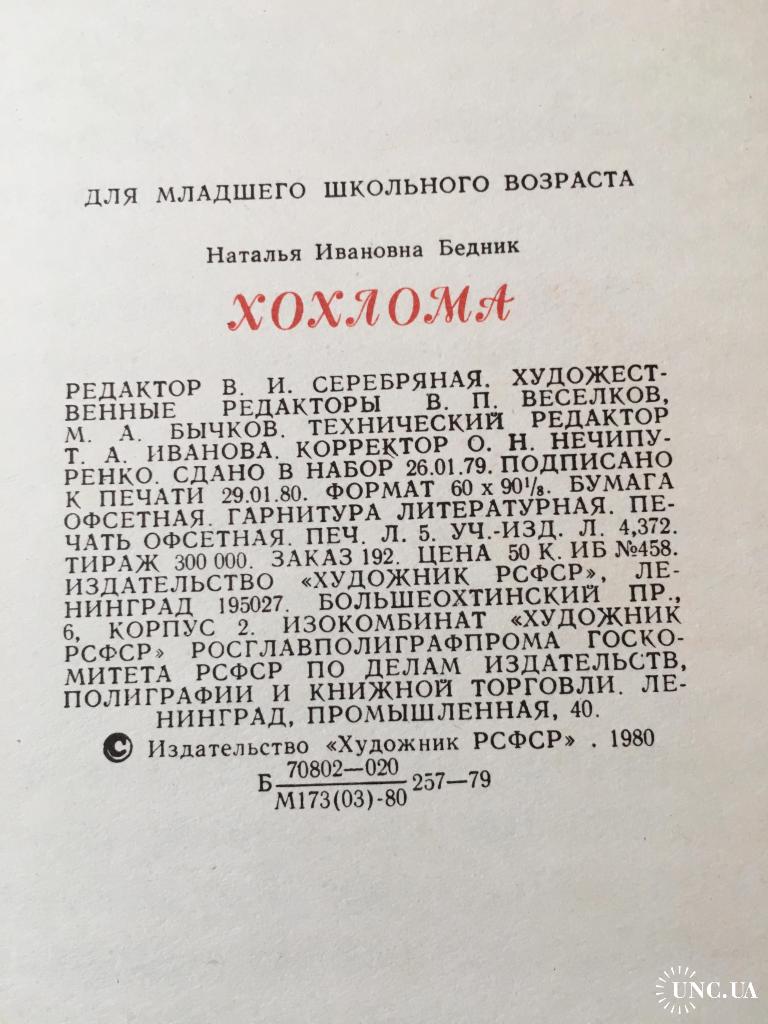 ДЛЯ МЛАДШЕГО ШКОЛЬНОГО ВОЗРАСТА
Наталья Ивановна Бедник
ХОХЛОМА
РЕДАКТОР В. И. СЕРЕБРЯНАЯ. ХУДОЖЕСТ-
ВЕННЫЕ РЕДАКТОРЫ В. П. ВЕСЕЛКОВ,
М. А. БЫЧКОВ. ТЕХНИЧЕСКИЙ РЕДАКТОР
Т. А. ИВАНОВА. КОРРЕКТОР О. Н. НЕЧИПУ-
РЕНКО. СДАНО В НАБОР 26.01.79. ПОДПИСАНО
К ПЕЧАТИ 29.01.80. ФОРМАТ 60 х 90¹/₈. БУМАГА
ОФСЕТНАЯ. ГАРНИТУРА ЛИТЕРАТУРНАЯ. ПЕ-
ЧАТЬ ОФСЕТНАЯ. ПЕЧ. Л. 5. УЧ.-ИЗД. Л. 4,372.
ТИРАЖ 300 000. ЗАКАЗ 192. ЦЕНА 50 К. ИБ №458.
ИЗДАТЕЛЬСТВО «ХУДОЖНИК РСФСР», ЛЕ-
НИНГРАД 195027. БОЛЬШЕОХТИНСКИЙ ПР.,
6, КОРПУС 2. ИЗОКОМБИНАТ «ХУДОЖНИК
РСФСР» РОСГЛАВПОЛИГРАФПРОМА ГОСКО-
МИТЕТА РСФСР ПО ДЕЛАМ ИЗДАТЕЛЬСТВ,
ПОЛИГРАФИИ И КНИЖНОЙ ТОРГОВЛИ. ЛЕ-
НИНГРАД, ПРОМЫШЛЕННАЯ, 40.
© Издательство «Художник РСФСР» . 1980
70802—020
Б 257—79
М173(03)-80
UNC.UA